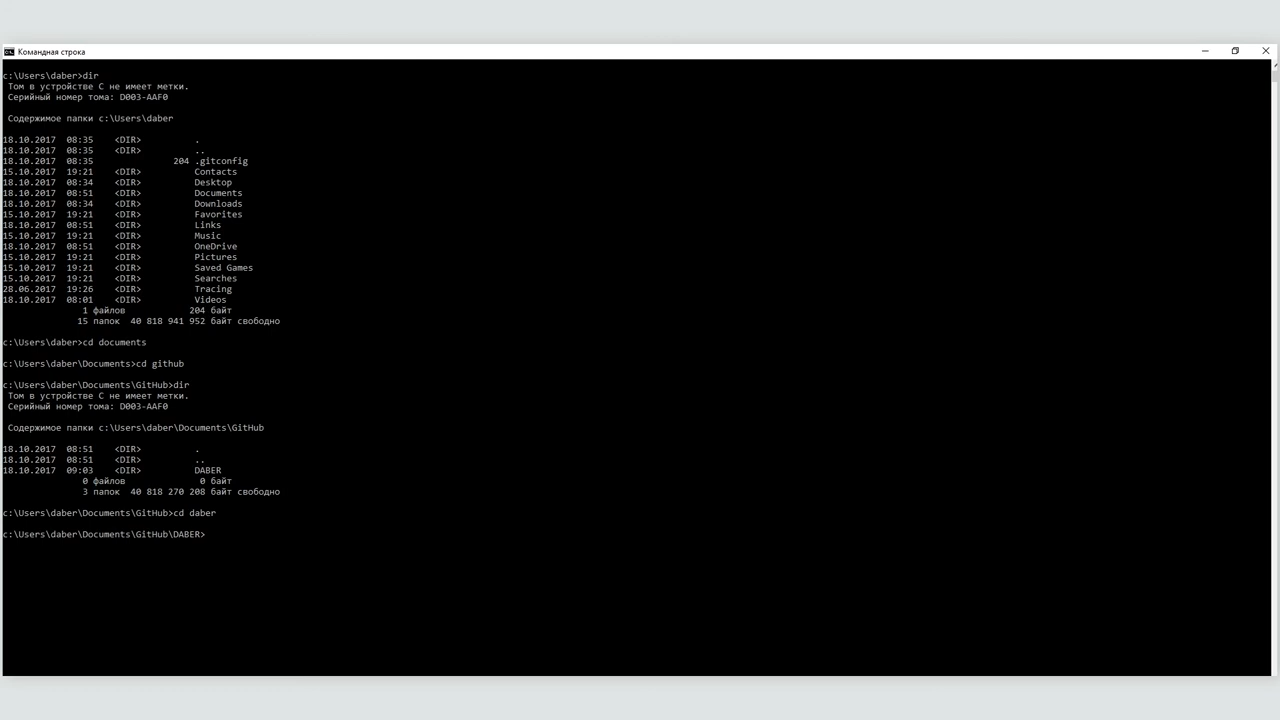 Командная строка
c:\Users\daber>dir
Том в устройстве C не имеет метки.
Серийный номер тома: D003-AAF0
Содержимое папки c:\Users\daber
18.10.2017  08:35    <DIR>          .
18.10.2017  08:35    <DIR>          ..
18.10.2017  08:35               204 .gitconfig
15.10.2017  19:21    <DIR>          Contacts
18.10.2017  08:34    <DIR>          Desktop
18.10.2017  08:51    <DIR>          Documents
18.10.2017  08:34    <DIR>          Downloads
15.10.2017  19:21    <DIR>          Favorites
18.10.2017  08:51    <DIR>          Links
15.10.2017  19:21    <DIR>          Music
18.10.2017  08:51    <DIR>          OneDrive
15.10.2017  19:21    <DIR>          Pictures
15.10.2017  19:21    <DIR>          Saved Games
15.10.2017  19:21    <DIR>          Searches
28.06.2017  19:26    <DIR>          Tracing
18.10.2017  08:01    <DIR>          Videos
1 файлов            204 байт
15 папок  40 818 941 952 байт свободно
c:\Users\daber>cd documents
c:\Users\daber\Documents>cd github
c:\Users\daber\Documents\GitHub>dir
Том в устройстве C не имеет метки.
Серийный номер тома: D003-AAF0
Содержимое папки c:\Users\daber\Documents\GitHub
18.10.2017  08:51    <DIR>          .
18.10.2017  08:51    <DIR>          ..
18.10.2017  09:03    <DIR>          DABER
0 файлов              0 байт
3 папок  40 818 270 208 байт свободно
c:\Users\daber\Documents\GitHub>cd daber
c:\Users\daber\Documents\GitHub\DABER>